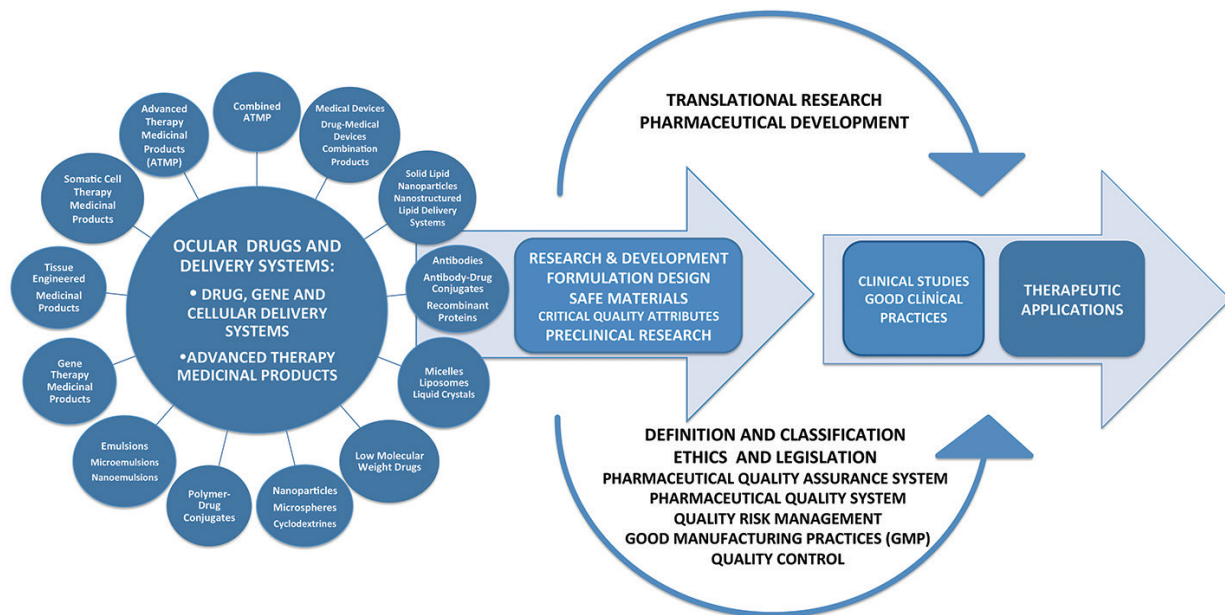 Combined
ATMP
Medical Devices
Drug-Medical
Devices
Combination
Products
Solid Lipid
Nanoparticles
Nanostructured
Lipid Delivery
Systems
Antibodies
Antibody-Drug
Conjugates
Recombinant
Proteins
Micelles
Liposomes
Liquid Crystals
Low Molecular
Weight Drugs
Nanoparticles
Microspheres
Cyclodextrines
Polymer-
Drug
Conjugates
Emulsions
Microemulsions
Nanoemulsions
Gene
Therapy
Medicinal
Products
Tissue
Engineered
Medicinal
Products
Somatic Cell
Therapy
Medicinal
Products
Advanced
Therapy
Medicinal
Products
(ATMP)
OCULAR DRUGS AND
DELIVERY SYSTEMS:
• DRUG, GENE AND
CELLULAR DELIVERY
SYSTEMS
•ADVANCED THERAPY
MEDICINAL PRODUCTS
RESEARCH & DEVELOPMENT
FORMULATION DESIGN
SAFE MATERIALS
CRITICAL QUALITY ATTRIBUTES
PRECLINICAL RESEARCH
TRANSLATIONAL RESEARCH
PHARMACEUTICAL DEVELOPMENT
DEFINITION AND CLASSIFICATION
ETHICS AND LEGISLATION
PHARMACEUTICAL QUALITY ASSURANCE SYSTEM
PHARMACEUTICAL QUALITY SYSTEM
QUALITY RISK MANAGEMENT
GOOD MANUFACTURING PRACTICES (GMP)
QUALITY CONTROL
CLINICAL STUDIES
GOOD CLİNİCAL
PRACTICES
THERAPEUTIC
APPLICATIONS